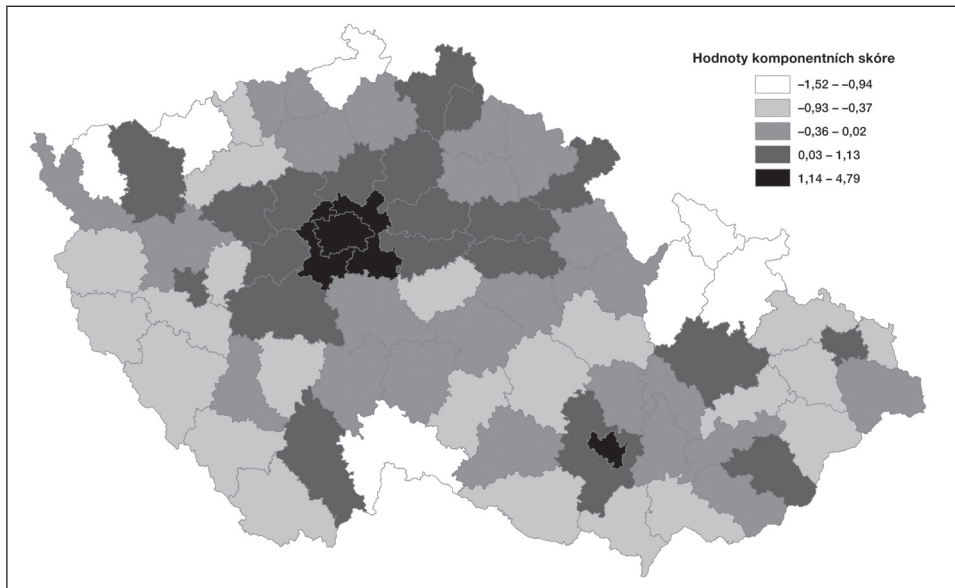 Hodnoty komponentních skóre
–1,52 – –0,94
–0,93 – –0,37
–0,36 – 0,02
0,03 – 1,13
1,14 – 4,79